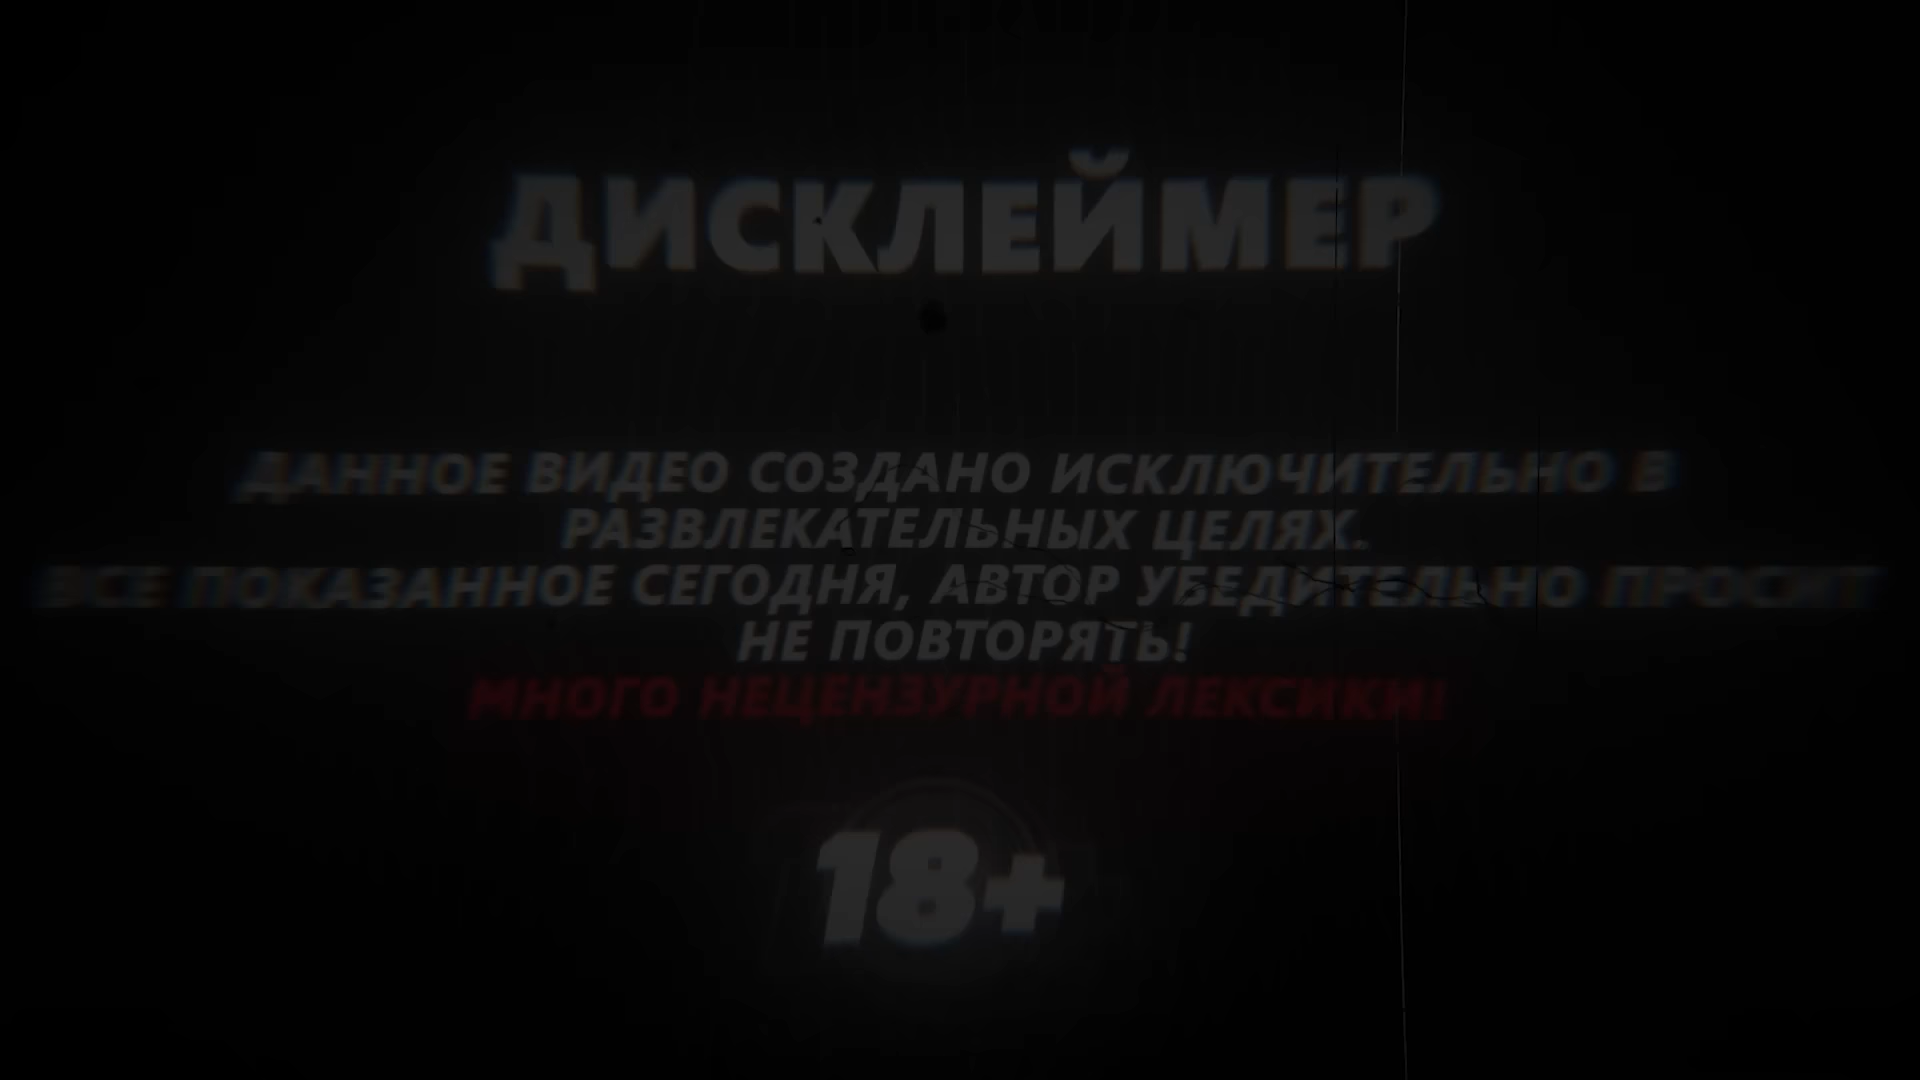 ДИСКЛЕЙМЕР
ДАННОЕ ВИДЕО СОЗДАНО ИСКЛЮЧИТЕЛЬНО В
РАЗВЛЕКАТЕЛЬНЫХ ЦЕЛЯХ.
ВСЕ ПОКАЗАННОЕ СЕГОДНЯ, АВТОР УБЕДИТЕЛЬНО ПРОСИТ
НЕ ПОВТОРЯТЬ!
МНОГО НЕЦЕНЗУРНОЙ ЛЕКСИКИ!
18+